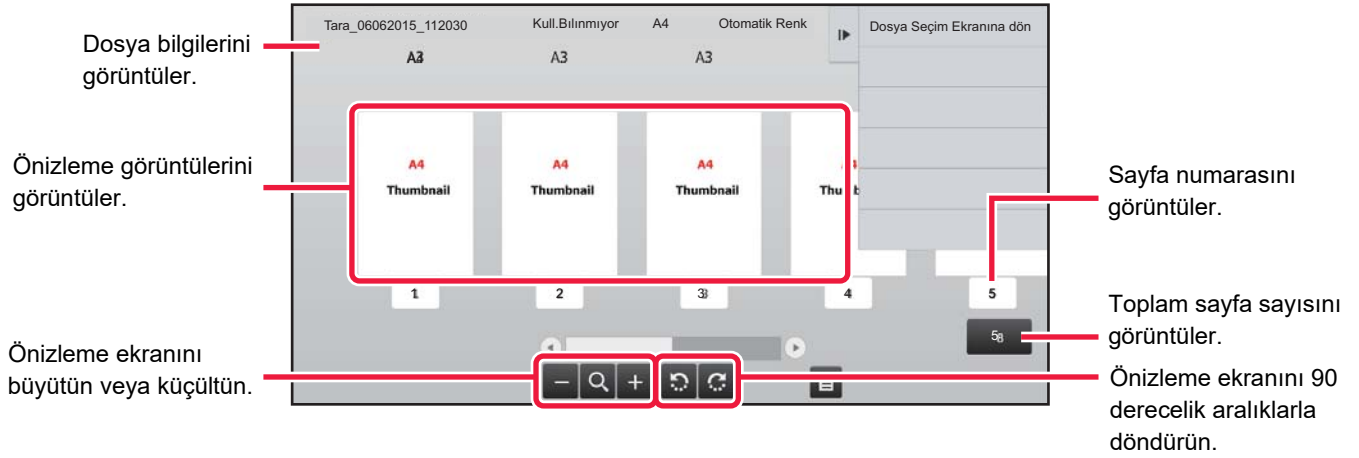 Dosya bilgilerini
görüntüler.
Önizleme görüntülerini
görüntüler.
Önizleme ekranını
büyütün veya küçültün.
Tara_06062015_112030 Kull.Bılınmıyor A4 Otomatik Renk Dosya Seçim Ekranına dön
A3 A3 A3
A4 A4 A4
Thumbnail Thumbnail Thumbnail
1 2 3 4 5
Sayfa numarasını
görüntüler.
Toplam sayfa sayısını
görüntüler.
Önizleme ekranını 90
derecelik aralıklarla
döndürün.